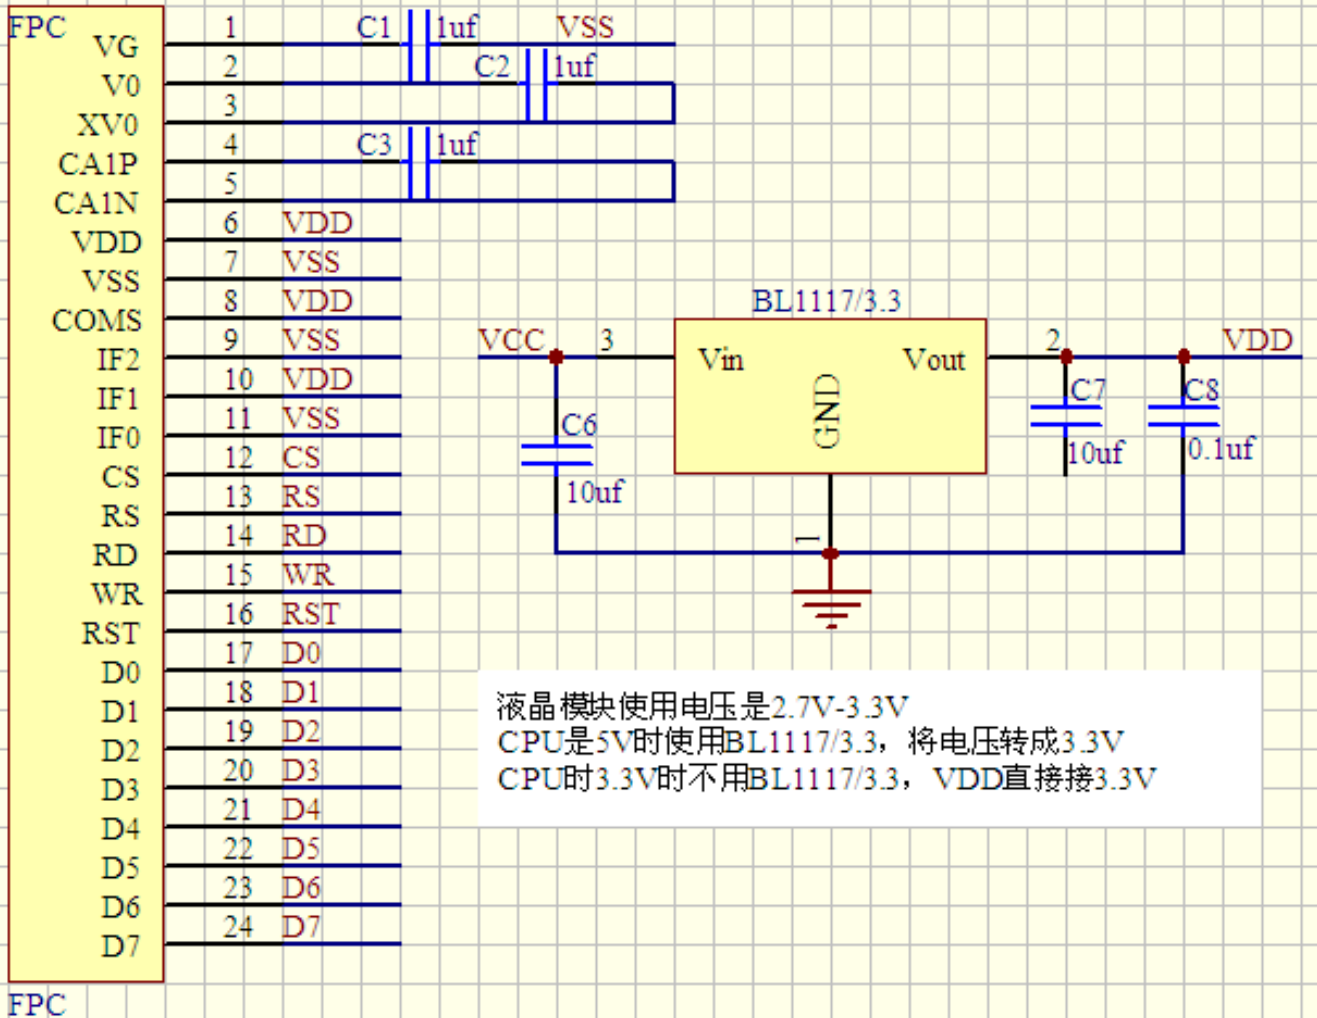 FPC
VG 1 C1 1uf VSS
V0 2 C2 1uf
XV0 3
CA1P 4 C3 1uf
CA1N 5
VDD 6 VDD
VSS 7 VSS
COMS 8 VDD
IF2 9 VSS
IF1 10 VDD
IF0 11 VSS
CS 12 CS
RS 13 RS
RD 14 RD
WR 15 WR
RST 16 RST
D0 17 D0
D1 18 D1
D2 19 D2
D3 20 D3
D4 21 D4
D5 22 D5
D6 23 D6
D7 24 D7
FPC
BL1117/3.3
VCC 3 Vin Vout 2 VDD
GND
C6
10uf
C7
10uf
C8
0.1uf
1
液晶模块使用电压是2.7V-3.3V
CPU是5V时使用BL1117/3.3，将电压转成3.3V
CPU时3.3V时不用BL1117/3.3，VDD直接接3.3V